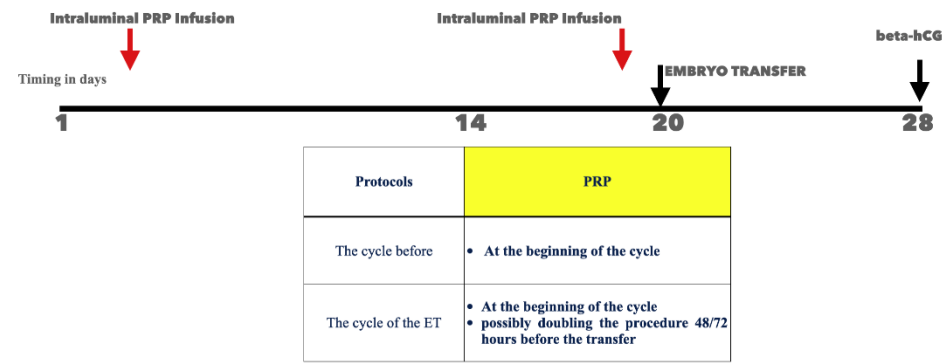 Intraluminal PRP Infusion
Intraluminal PRP Infusion
beta-hCG
Timing in days
EMBRYO TRANSFER
1
14
20
28
Protocols
PRP
The cycle before
• At the beginning of the cycle
The cycle of the ET
• At the beginning of the cycle
• possibly doubling the procedure 48/72
hours before the transfer